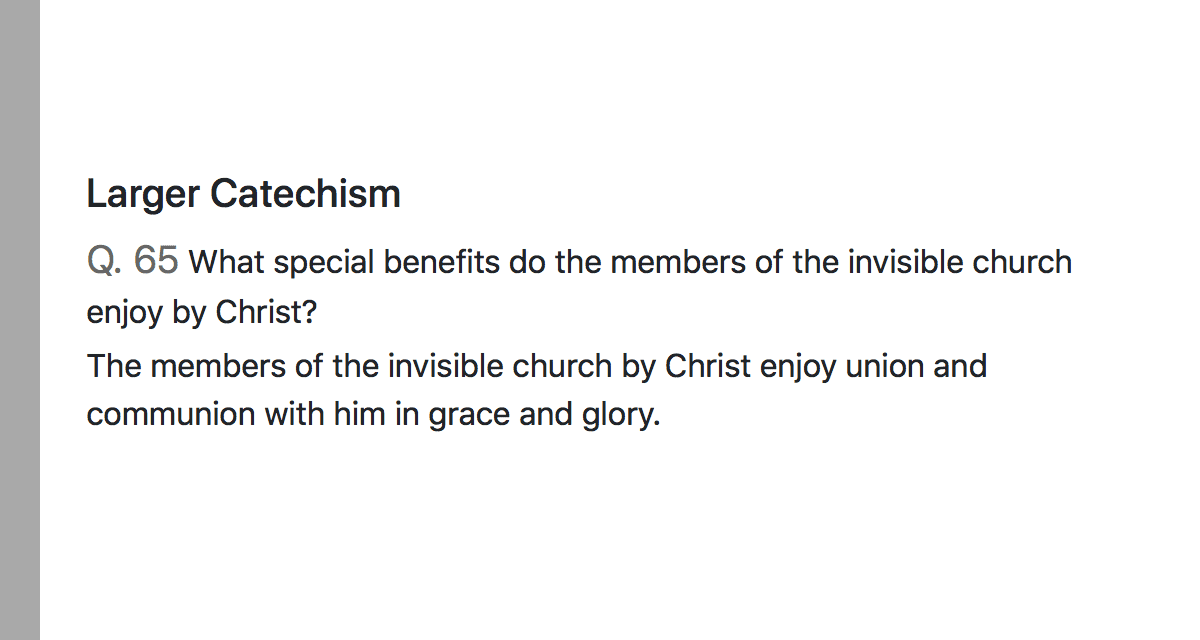 Larger Catechism
Q. 65 What special benefits do the members of the invisible church
enjoy by Christ?
The members of the invisible church by Christ enjoy union and
communion with him in grace and glory.